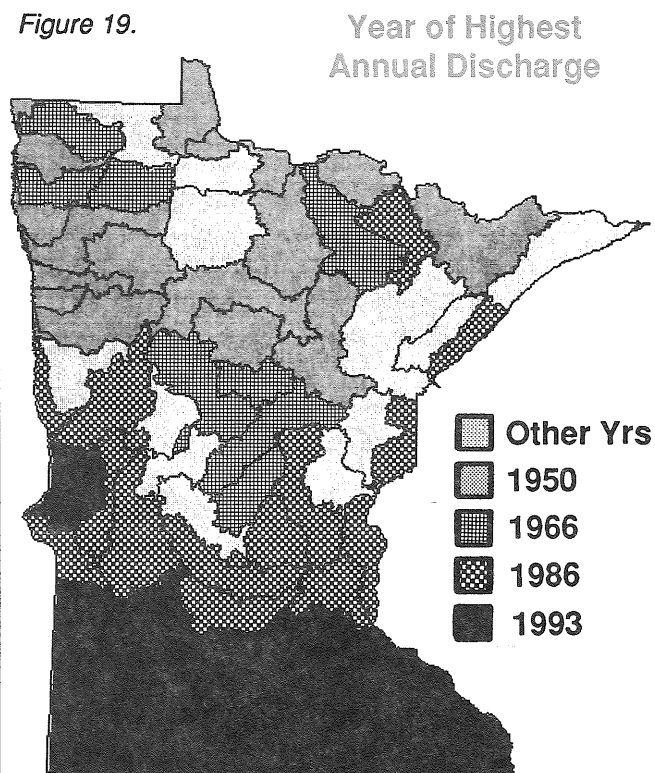 Figure 19.
Year of Highest
Annual Discharge
Other Yrs
1950
1966
1986
1993